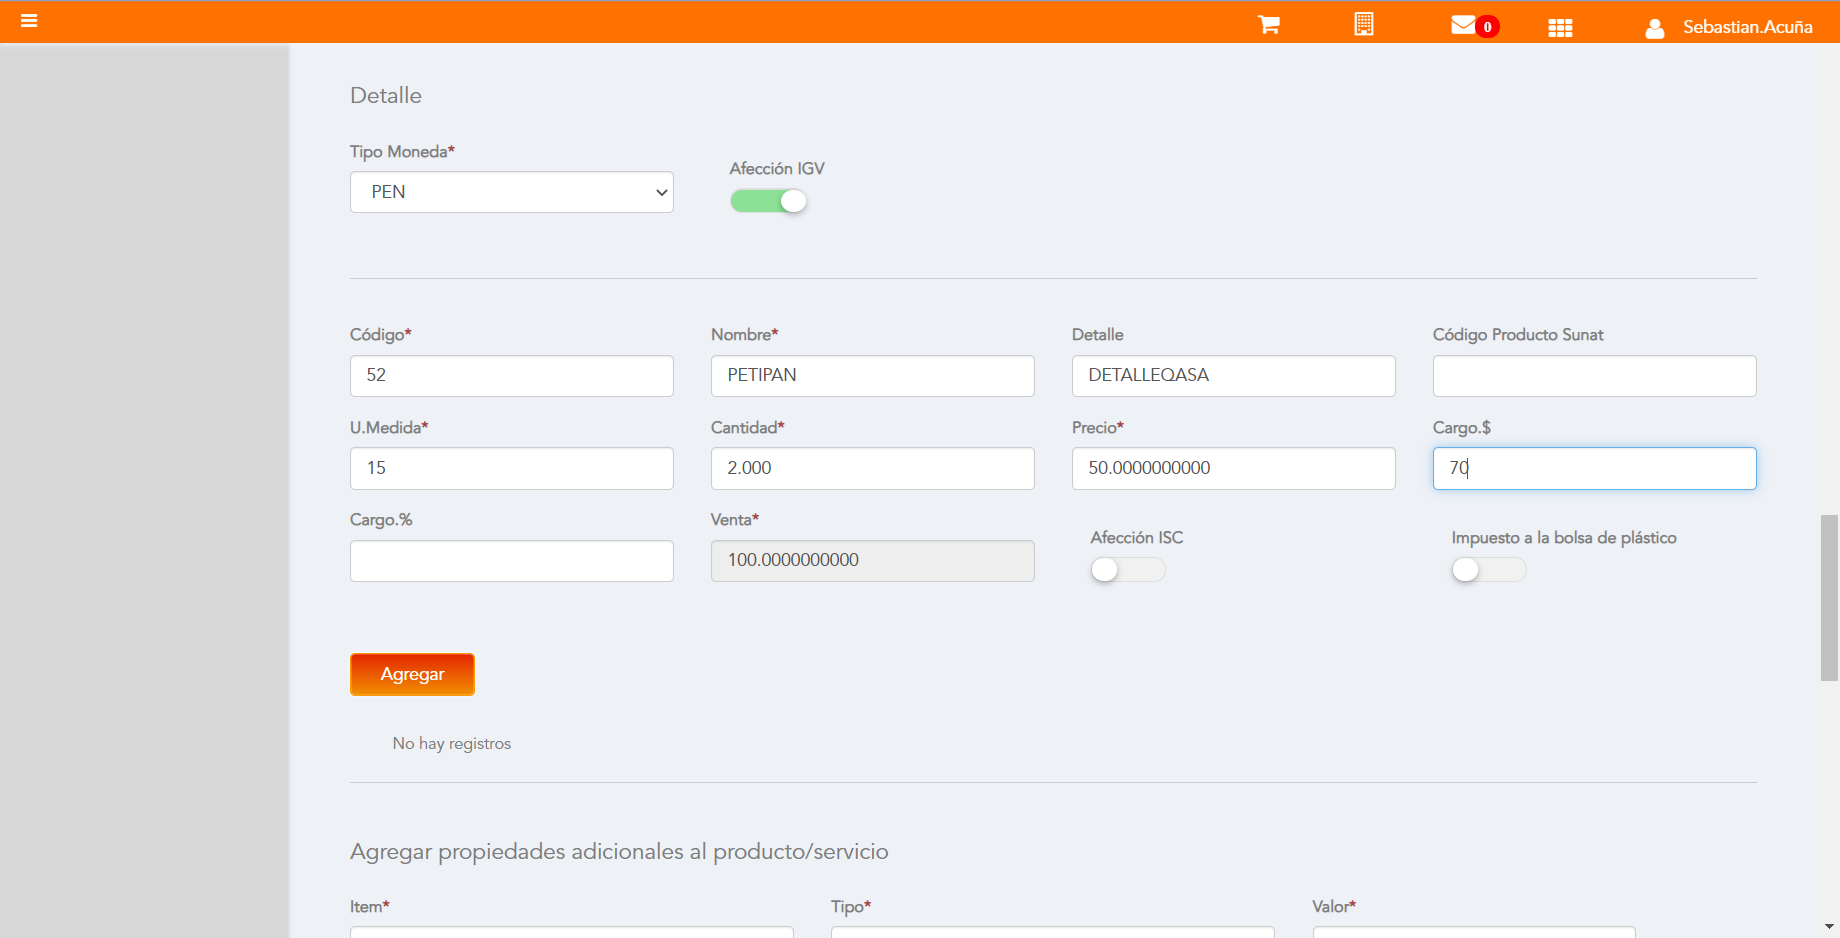 0
Sebastian.Acuña
Detalle
Tipo Moneda*
Afección IGV
PEN
Código*
Nombre*
Detalle
Código Producto Sunat
52
PETIPAN
DETALLEQASA
U.Medida*
Cantidad*
Precio*
Cargo.$
15
2.000
50.0000000000
70
Cargo.%
Venta*
Afección ISC
Impuesto a la bolsa de plástico
100.0000000000
Agregar
No hay registros
Agregar propiedades adicionales al producto/servicio
Item*
Tipo*
Valor*